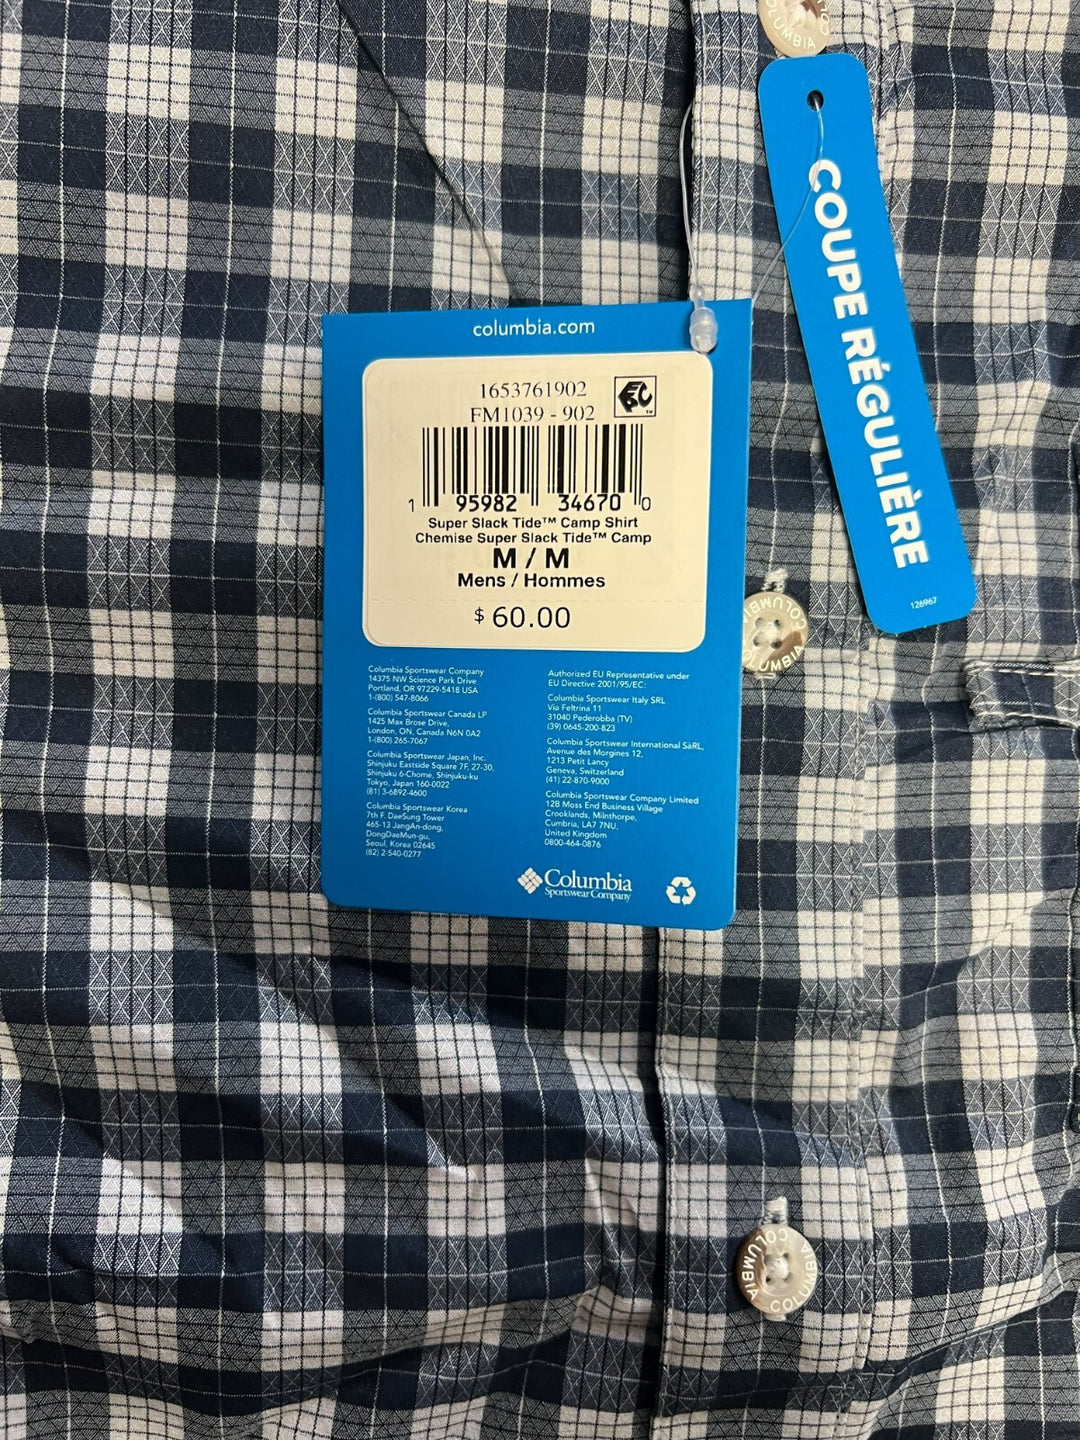 COLUMBIA
COUPE RÉGULIÈRE
126967
columbia.com
1653761902
FM1039 - 902
1 95982 34670 0
Super Slack Tide™ Camp Shirt
Chemise Super Slack Tide™ Camp
M / M
Mens / Hommes
$ 60.00
Columbia Sportswear Company
14375 NW Science Park Drive
Portland, OR 97229-5418 USA
1-(800) 547-8066
Columbia Sportswear Canada LP
1425 Max Brose Drive,
London, ON, Canada N6N 0A2
1-(800) 265-7067
Columbia Sportswear Japan, Inc.
Shinjuku Eastside Square 7F, 27-30,
Shinjuku 6-Chome, Shinjuku-ku
Tokyo, Japan 160-0022
(81) 3-6892-4600
Columbia Sportswear Korea
7th F. DaeSung Tower
465-13 JangAn-dong,
DongDaeMun-gu,
Seoul, Korea 02645
(82) 2-540-0277
Authorized EU Representative under
EU Directive 2001/95/EC:
Columbia Sportswear Italy SRL
Via Feltrina 11
31040 Pederobba (TV)
(39) 0645-200-823
Columbia Sportswear International SàRL,
Avenue des Morgines 12,
1213 Petit Lancy
Geneva, Switzerland
(41) 22-870-9000
Columbia Sportswear Company Limited
12B Moss End Business Village
Crooklands, Milnthorpe,
Cumbria, LA7 7NU,
United Kingdom
0800-464-0876
Columbia
Sportswear Company
COLUMBIA COLUMBIA
COLUMBIA COLUMBIA